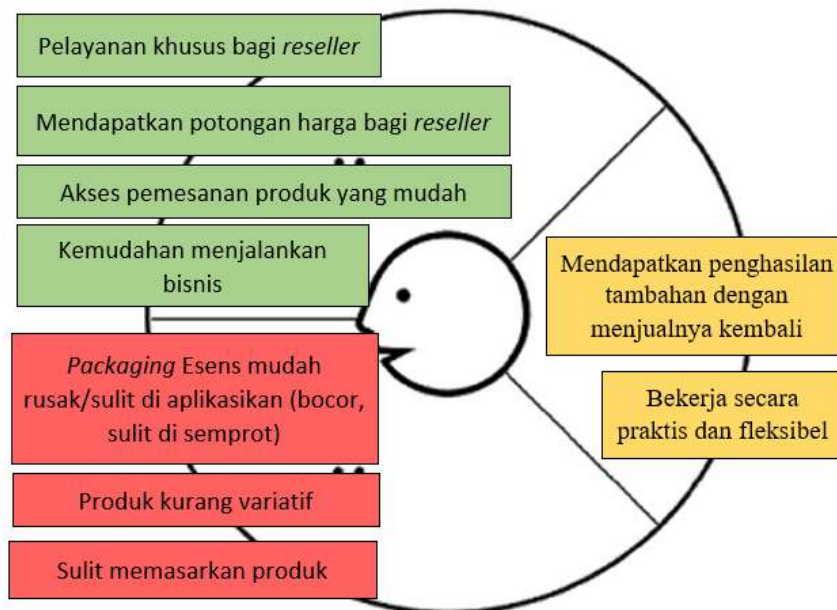 Pelayanan khusus bagi reseller
Mendapatkan potongan harga bagi reseller
Akses pemesanan produk yang mudah
Kemudahan menjalankan
bisnis
Packaging Esens mudah
rusak/sulit di aplikasikan (bocor,
sulit di semprot)
Produk kurang variatif
Sulit memasarkan produk
Mendapatkan penghasilan
tambahan dengan
menjualnya kembali
Bekerja secara
praktis dan fleksibel